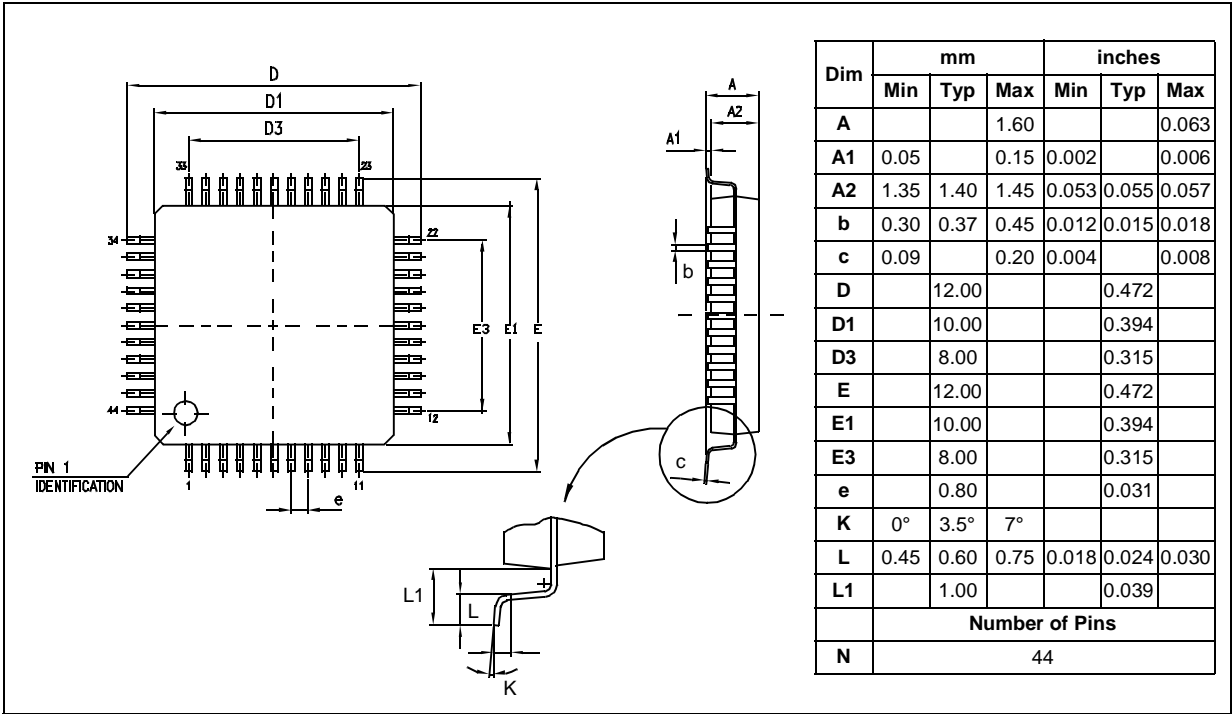 D
D1
D3
33
23
34
22
E3
E1
E
44
12
PIN 1
IDENTIFICATION
1
11
e
A
A2
A1
b
c
L1
L
K
Dim mm inches
Min Typ Max Min Typ Max
A 1.60 0.063
A1 0.05 0.15 0.002 0.006
A2 1.35 1.40 1.45 0.053 0.055 0.057
b 0.30 0.37 0.45 0.012 0.015 0.018
c 0.09 0.20 0.004 0.008
D 12.00 0.472
D1 10.00 0.394
D3 8.00 0.315
E 12.00 0.472
E1 10.00 0.394
E3 8.00 0.315
e 0.80 0.031
K 0° 3.5° 7°
L 0.45 0.60 0.75 0.018 0.024 0.030
L1 1.00 0.039
Number of Pins
N 44